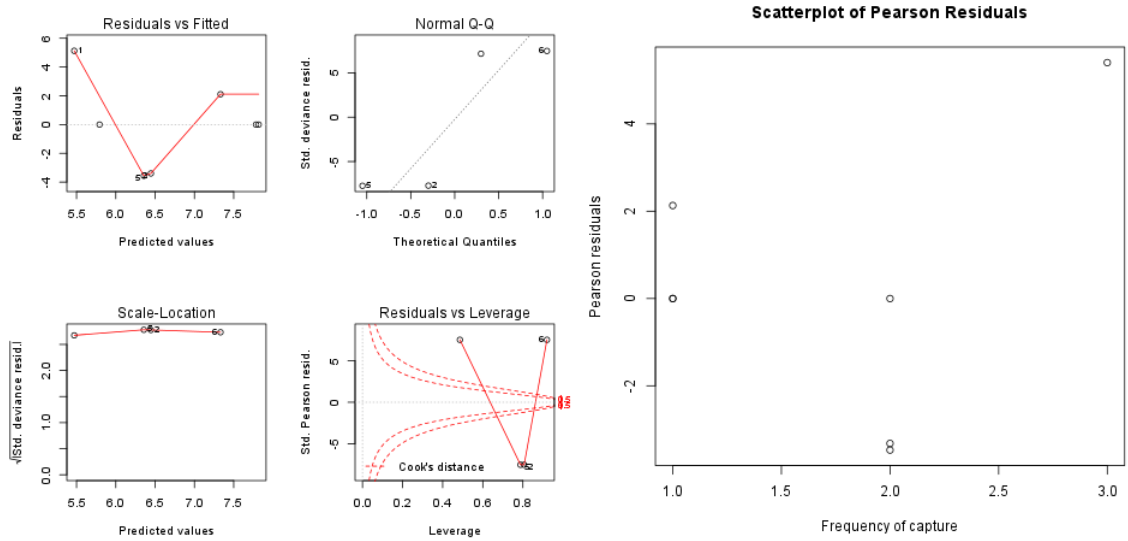 Residuals vs Fitted
Residuals
6
4
2
0
-2
-4
1
5
2
5.5 6.0 6.5 7.0 7.5
Predicted values
Normal Q-Q
Std. deviance resid.
5
0
-5
6
5
2
-1.0 -0.5 0.0 0.5 1.0
Theoretical Quantiles
Scale-Location
√|Std. deviance resid.|
2.0
1.0
0.0
5
2
6
5.5 6.0 6.5 7.0 7.5
Predicted values
Residuals vs Leverage
Std. Pearson resid.
5
0
-5
6
5
2
Cook's distance
0.0 0.2 0.4 0.6 0.8
Leverage
Scatterplot of Pearson Residuals
Pearson residuals
4
2
0
-2
1.0 1.5 2.0 2.5 3.0
Frequency of capture